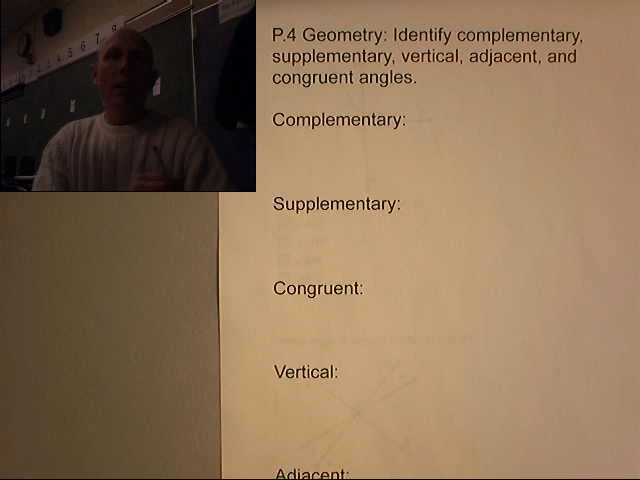 P.4 Geometry: Identify complementary,
supplementary, vertical, adjacent, and
congruent angles.
Complementary:
Supplementary:
Congruent:
Vertical:
Adjacent: